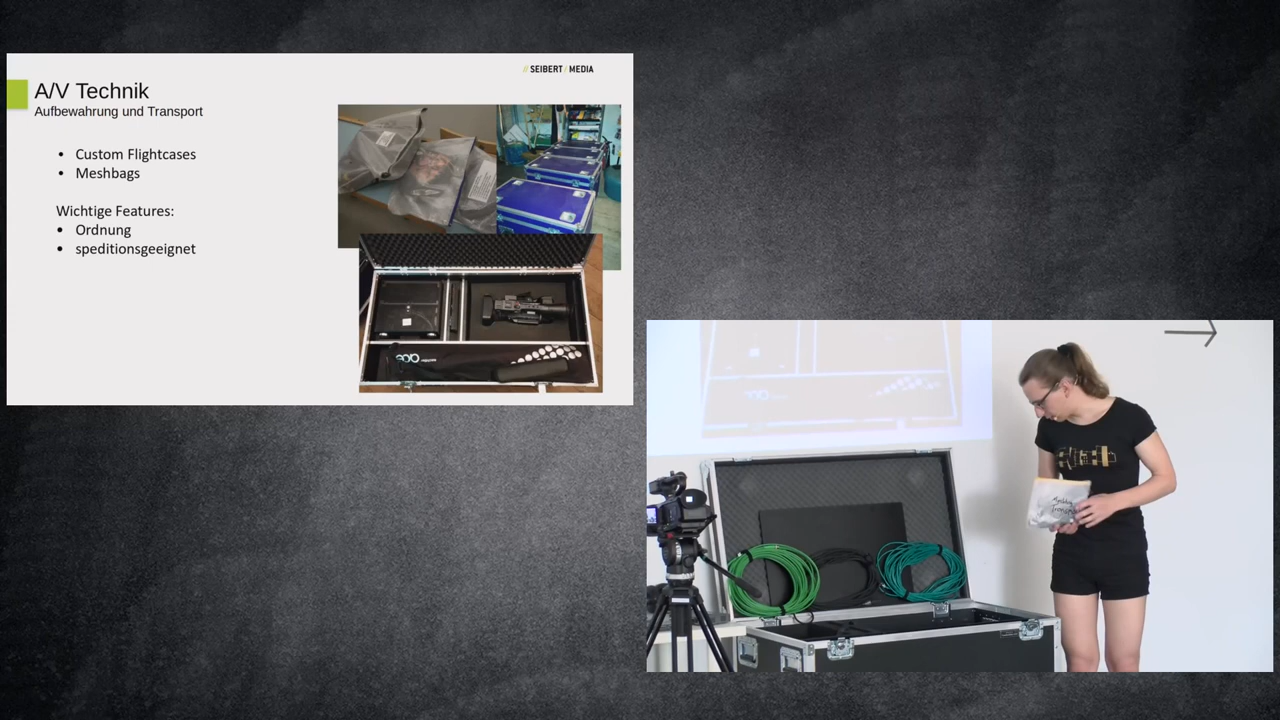 // SEIBERT / MEDIA
A/V Technik
Aufbewahrung und Transport
• Custom Flightcases
• Meshbags
Wichtige Features:
• Ordnung
• speditionsgeeignet